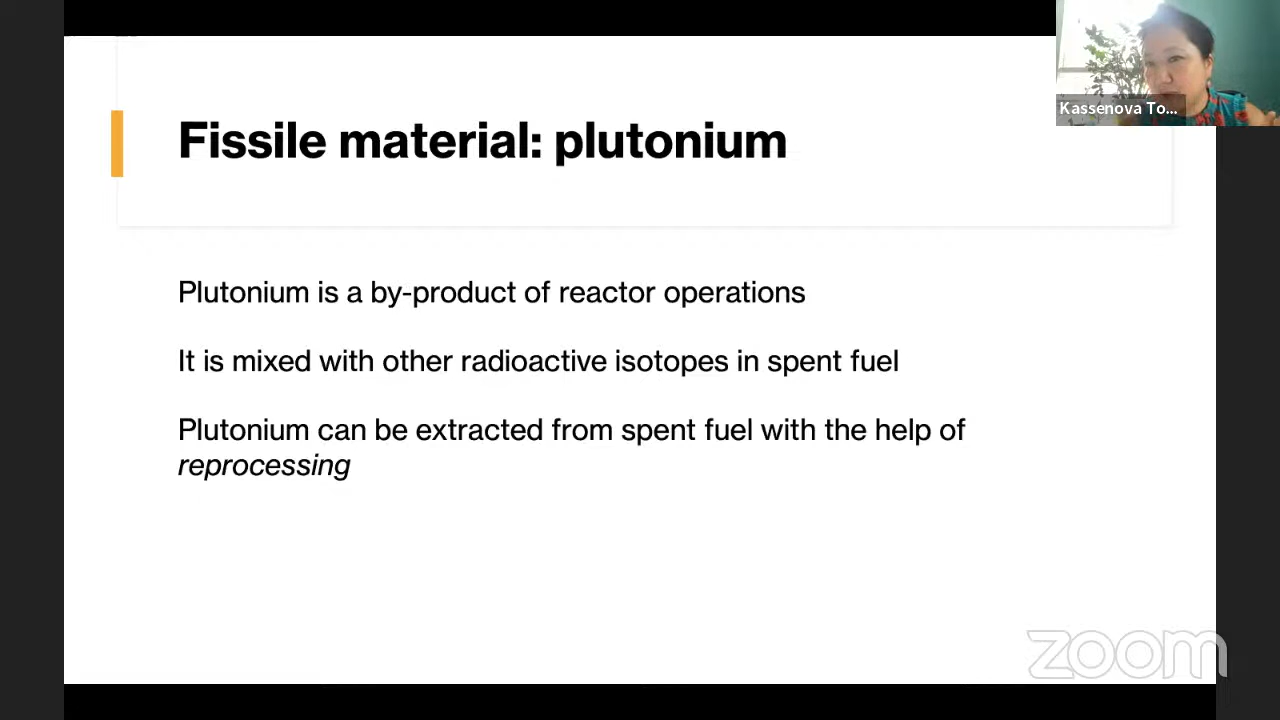 Kassenova To...
Fissile material: plutonium
Plutonium is a by-product of reactor operations
It is mixed with other radioactive isotopes in spent fuel
Plutonium can be extracted from spent fuel with the help of
reprocessing
zoom